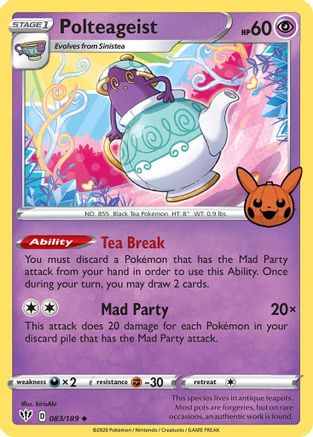 STAGE 1
Polteageist
HP60
Evolves from Sinistea
NO. 855 Black Tea Pokémon HT: 8" WT: 0.9 lbs.
Ability Tea Break
You must discard a Pokémon that has the Mad Party
attack from your hand in order to use this Ability. Once
during your turn, you may draw 2 cards.
Mad Party 20×
This attack does 20 damage for each Pokémon in your
discard pile that has the Mad Party attack.
weakness ×2 resistance -30 retreat
Illus. kirisAki
D 083/189
This species lives in antique teapots.
Most pots are forgeries, but on rare
occasions, an authentic work is found.
©2020 Pokémon / Nintendo / Creatures / GAME FREAK